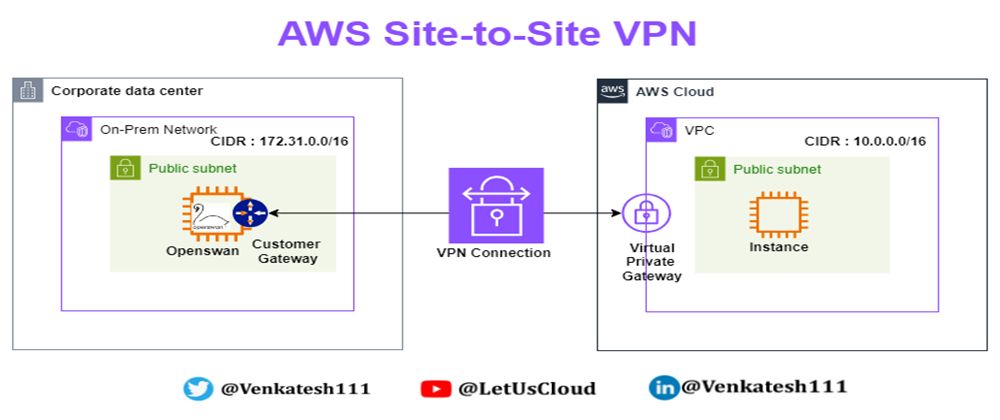 AWS Site-to-Site VPN
Corporate data center
aws
AWS Cloud
On-Prem Network
CIDR : 172.31.0.0/16
VPC
CIDR : 10.0.0.0/16
Public subnet
Public subnet
OPENSWAN
Openswan
Customer
Gateway
VPN Connection
Virtual
Private
Gateway
Instance
@Venkatesh111
@LetUsCloud
in
@Venkatesh111